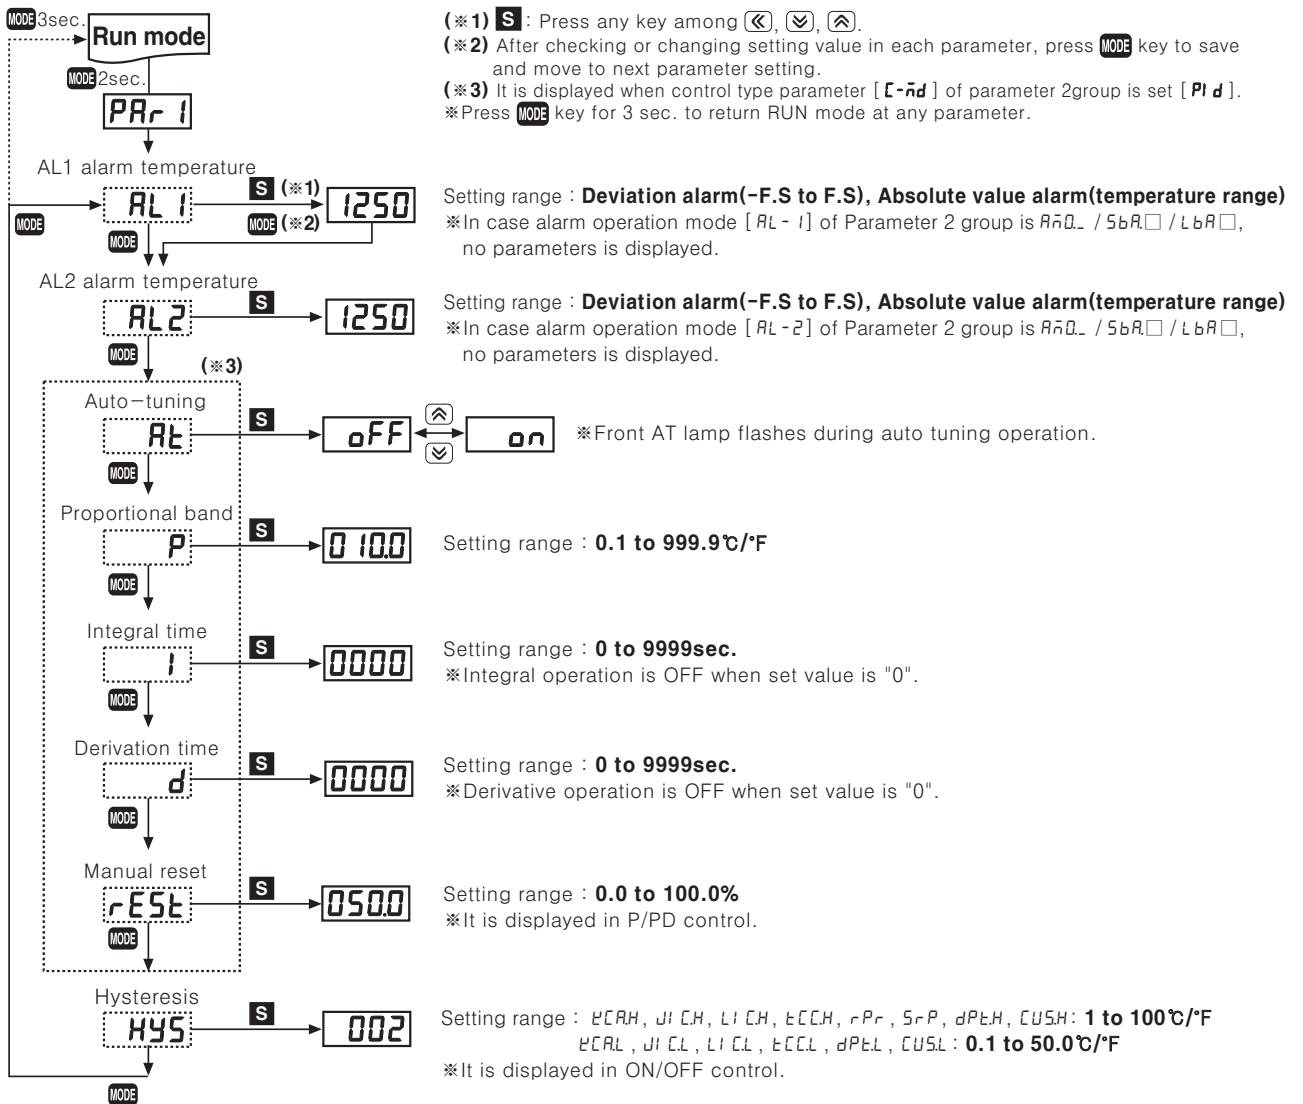 MODE 3sec.
Run mode
MODE 2sec.
PAr1
(※1) S : Press any key among «, ︾, ︽.
(※2) After checking or changing setting value in each parameter, press MODE key to save
and move to next parameter setting.
(※3) It is displayed when control type parameter [ C-md ] of parameter 2group is set [ PId ].
※Press MODE key for 3 sec. to return RUN mode at any parameter.
AL1 alarm temperature
AL1 S (※1) 1250
MODE MODE MODE (※2)
Setting range : Deviation alarm(-F.S to F.S), Absolute value alarm(temperature range)
※In case alarm operation mode [ AL-1] of Parameter 2 group is Am0._ / SbA.□ / LbA□,
no parameters is displayed.
AL2 alarm temperature
AL2 S 1250
MODE
Setting range : Deviation alarm(-F.S to F.S), Absolute value alarm(temperature range)
※In case alarm operation mode [ AL-2] of Parameter 2 group is Am0._ / SbA.□ / LbA□,
no parameters is displayed.
(※3)
Auto-tuning
At S oFF on ※Front AT lamp flashes during auto tuning operation.
MODE
Proportional band
P S 010.0 Setting range : 0.1 to 999.9℃/℉
MODE
Integral time
I S 0000 Setting range : 0 to 9999sec.
※Integral operation is OFF when set value is "0".
MODE
Derivation time
d S 0000 Setting range : 0 to 9999sec.
※Derivative operation is OFF when set value is "0".
MODE
Manual reset
rESt S 050.0 Setting range : 0.0 to 100.0%
※It is displayed in P/PD control.
MODE
Hysteresis
HYS S 002 Setting range : KCA.H , JIC.H , LIC.H , tCC.H , rPr , SrP , dPt.H , CUS.H : 1 to 100℃/℉
KCA.L , JIC.L , LIC.L , tCC.L , dPt.L , CUS.L : 0.1 to 50.0℃/℉
※It is displayed in ON/OFF control.
MODE